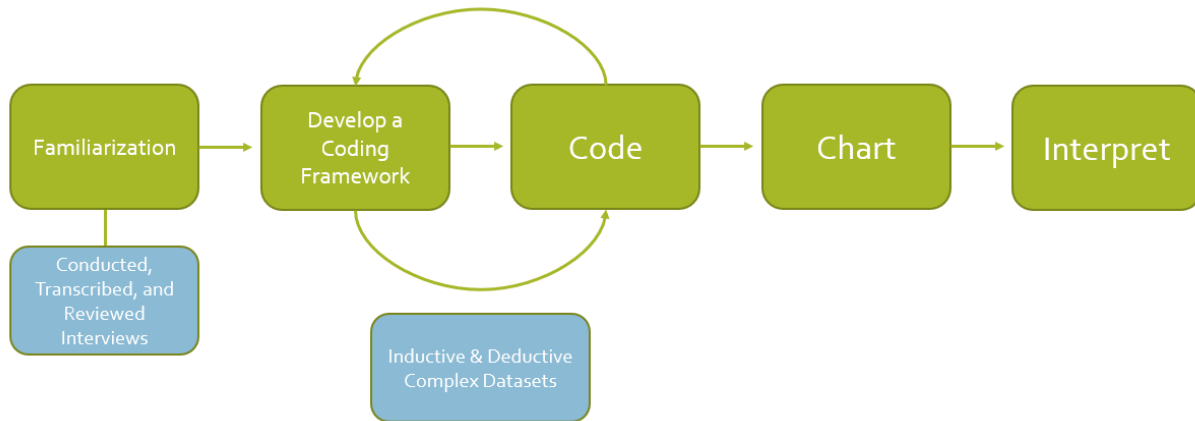 Familiarization
Develop a
Coding
Framework
Code
Chart
Interpret
Conducted,
Transcribed, and
Reviewed
Interviews
Inductive & Deductive
Complex Datasets